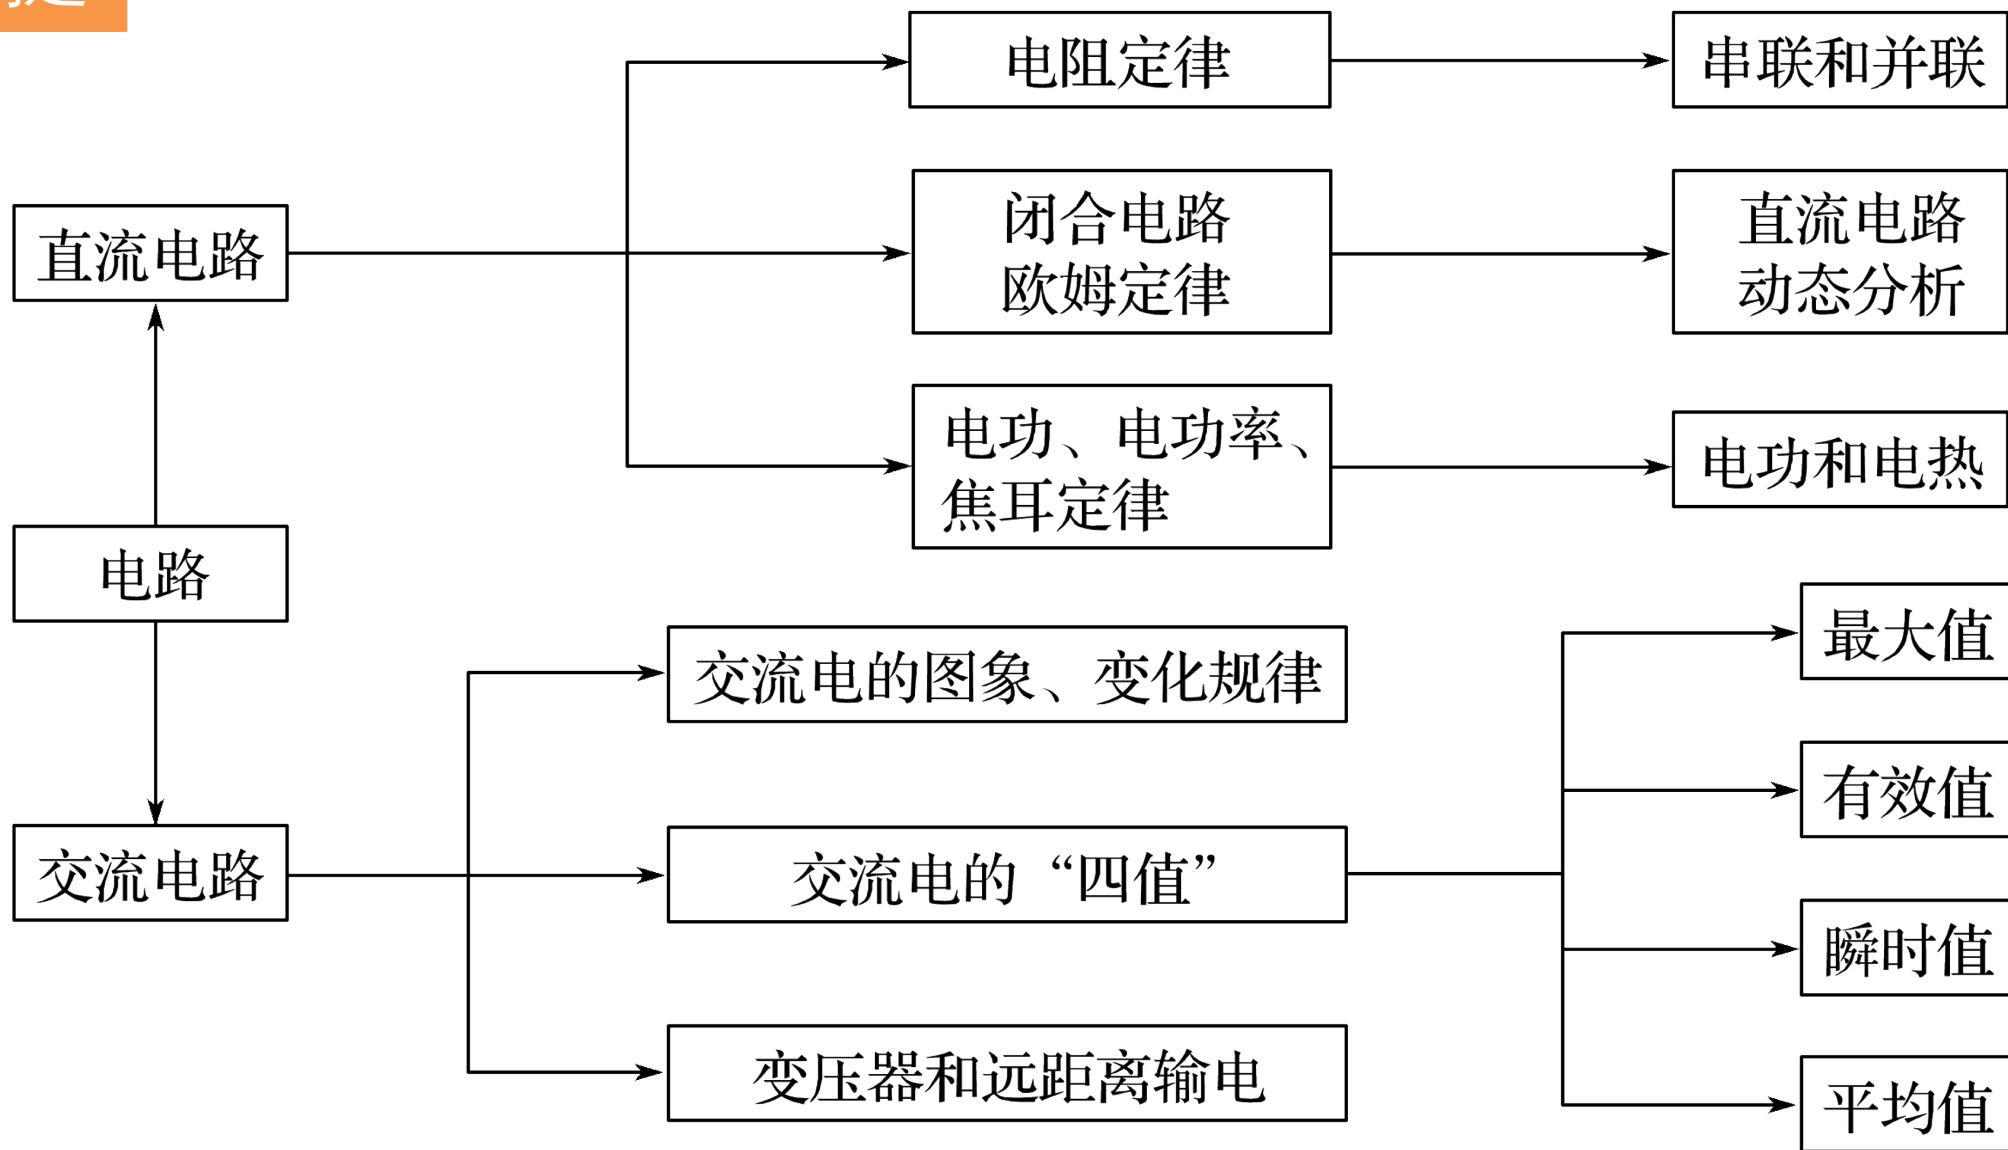 电阻定律
串联和并联
直流电路
闭合电路
欧姆定律
直流电路
动态分析
电功、电功率、
焦耳定律
电功和电热
电路
交流电路
交流电的图象、变化规律
交流电的“四值”
变压器和远距离输电
最大值
有效值
瞬时值
平均值